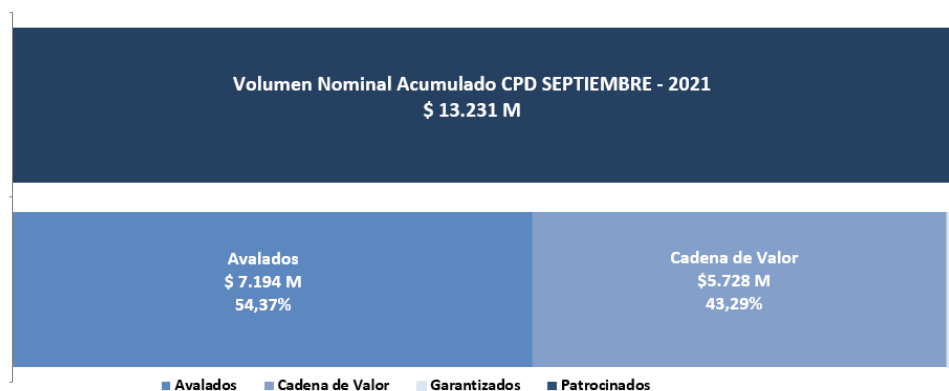 Volumen Nominal Acumulado CPD SEPTIEMBRE - 2021
$ 13.231 M
Avalados
$ 7.194 M
54,37%
Cadena de Valor
$5.728 M
43,29%
Avalados Cadena de Valor Garantizados Patrocinados